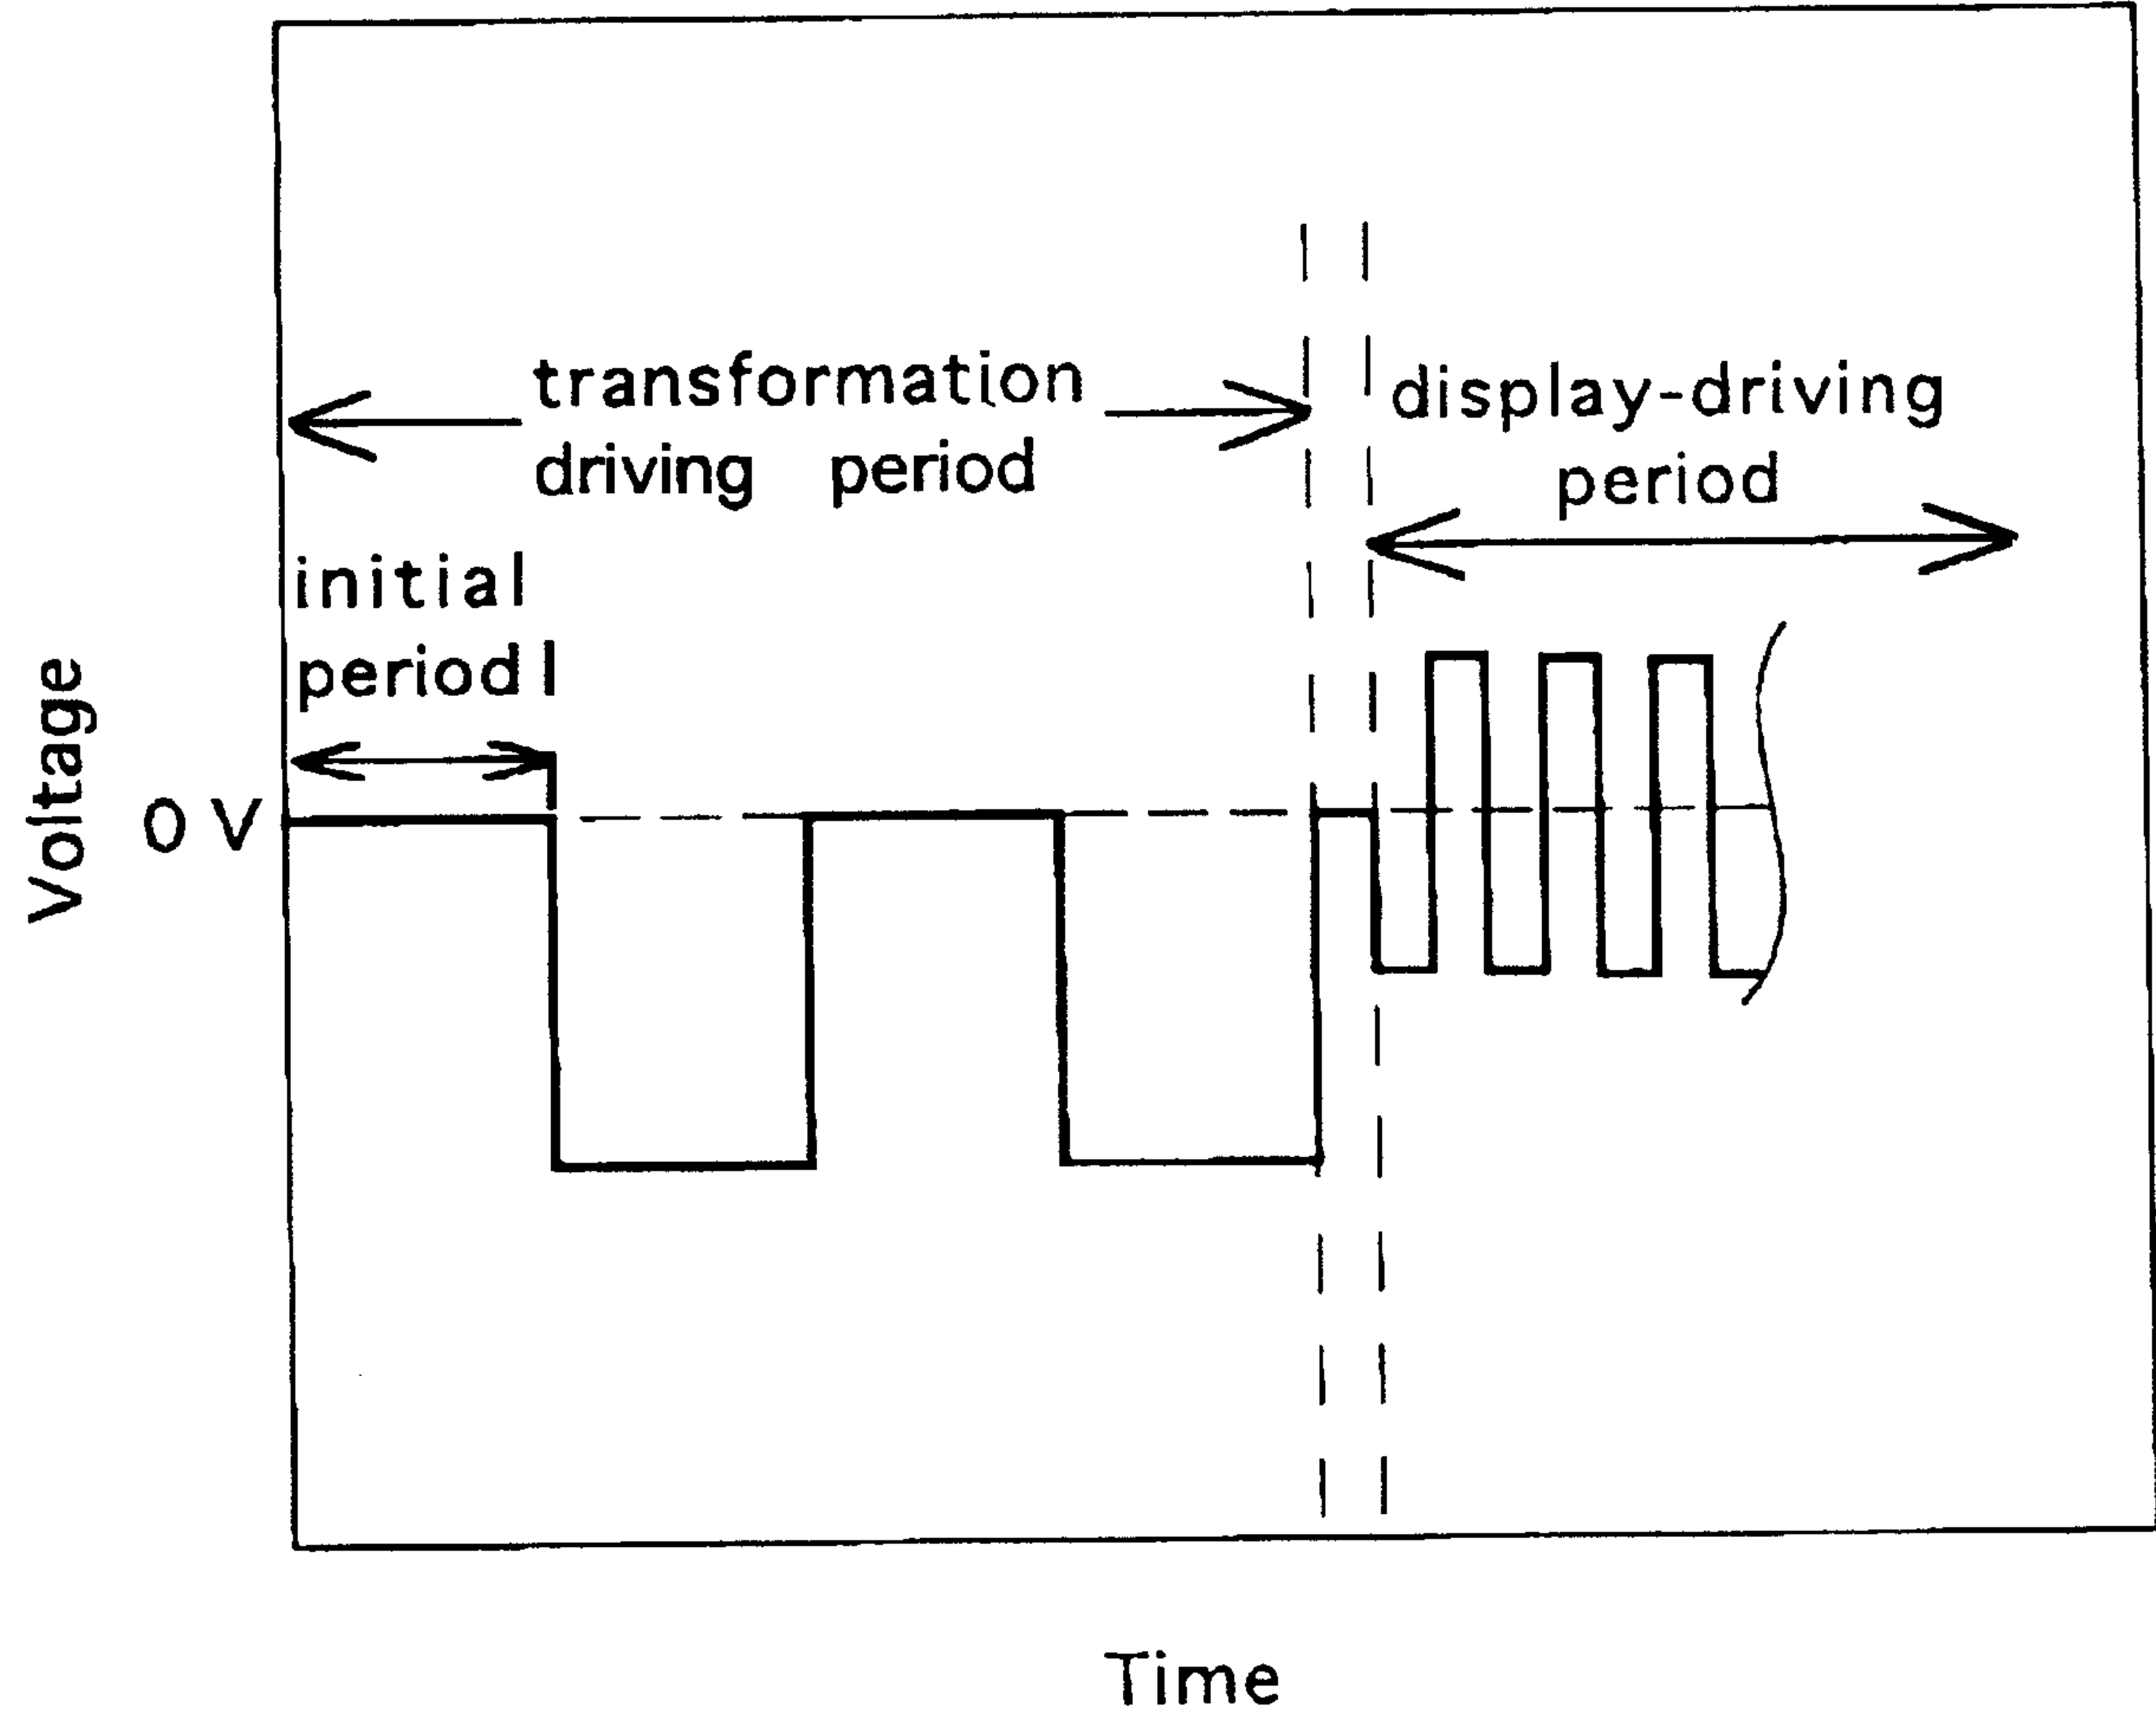 transformation
driving period
display-driving
period
initial
period
Voltage
0 V
Time